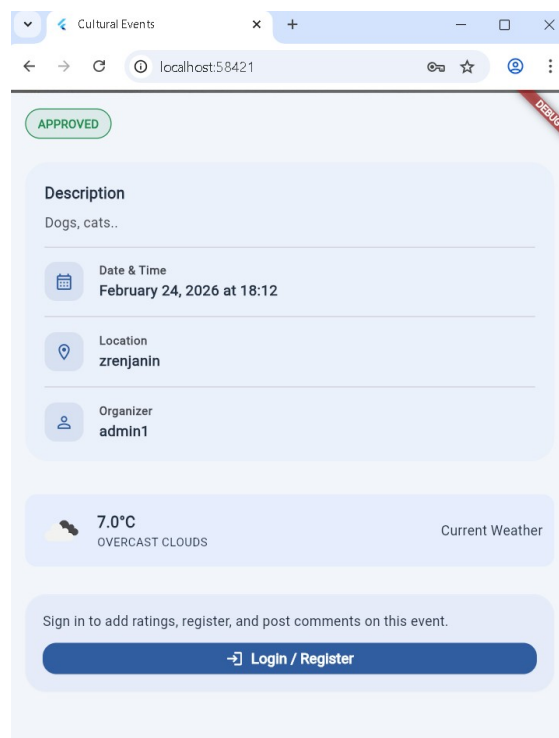 Cultural Events
localhost:58421
DEBUG
APPROVED
Description
Dogs, cats..
Date & Time
February 24, 2026 at 18:12
Location
zrenjanin
Organizer
admin1
7.0°C
OVERCAST CLOUDS
Current Weather
Sign in to add ratings, register, and post comments on this event.
Login / Register